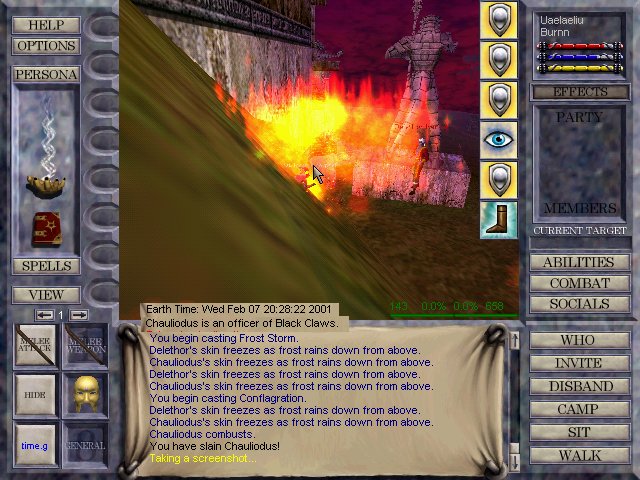 HELP
OPTIONS
PERSONA
SPELLS
VIEW
1
MELEE
ATTACK
MELEE
WEAPON
HIDE
time.g
GENERAL
Uaelaeliu
Burnn
EFFECTS
PARTY
MEMBERS
CURRENT TARGET
ABILITIES
COMBAT
SOCIALS
WHO
INVITE
DISBAND
CAMP
SIT
WALK
143 0.0% 0.0% 658
Earth Time: Wed Feb 07 20:28:22 2001
Chauliodus is an officer of Black Claws.
You begin casting Frost Storm.
Delethor's skin freezes as frost rains down from above.
Chauliodus's skin freezes as frost rains down from above.
Delethor's skin freezes as frost rains down from above.
Chauliodus's skin freezes as frost rains down from above.
You begin casting Conflagration.
Delethor's skin freezes as frost rains down from above.
Chauliodus's skin freezes as frost rains down from above.
Chauliodus combusts.
You have slain Chauliodus!
Taking a screenshot...